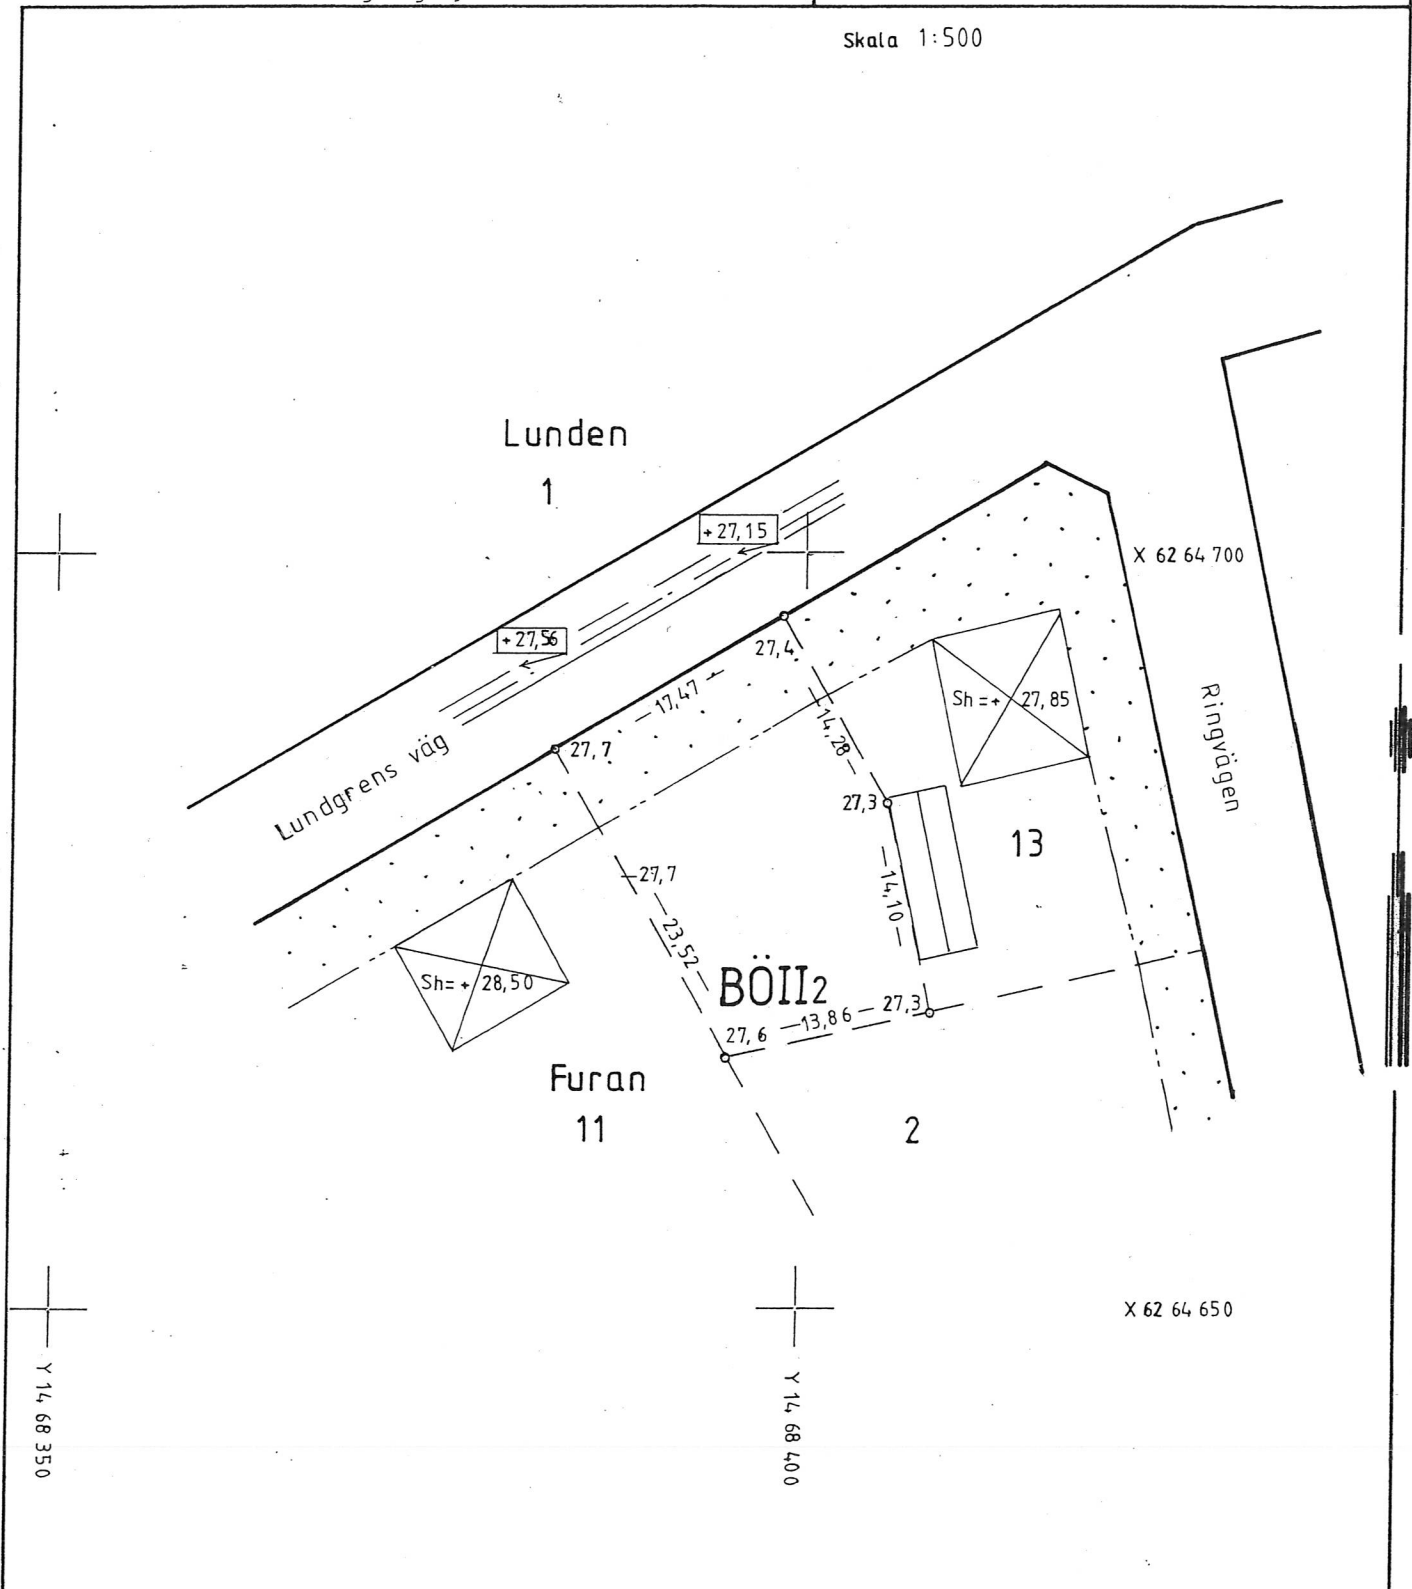 Skala 1:500
Lunden
1
+27,15
X 62 64 700
+27,56
27,4
17,47
Sh=+ 27,85
14,28
Ringvägen
Lundgrens väg
27,7
27,3
13
27,7
14,10
23,52
Sh=+ 28,50
BÖII2
27,6
13,86
27,3
Furan
11
2
X 62 64 650
Y 14 68 350
Y 14 68 400